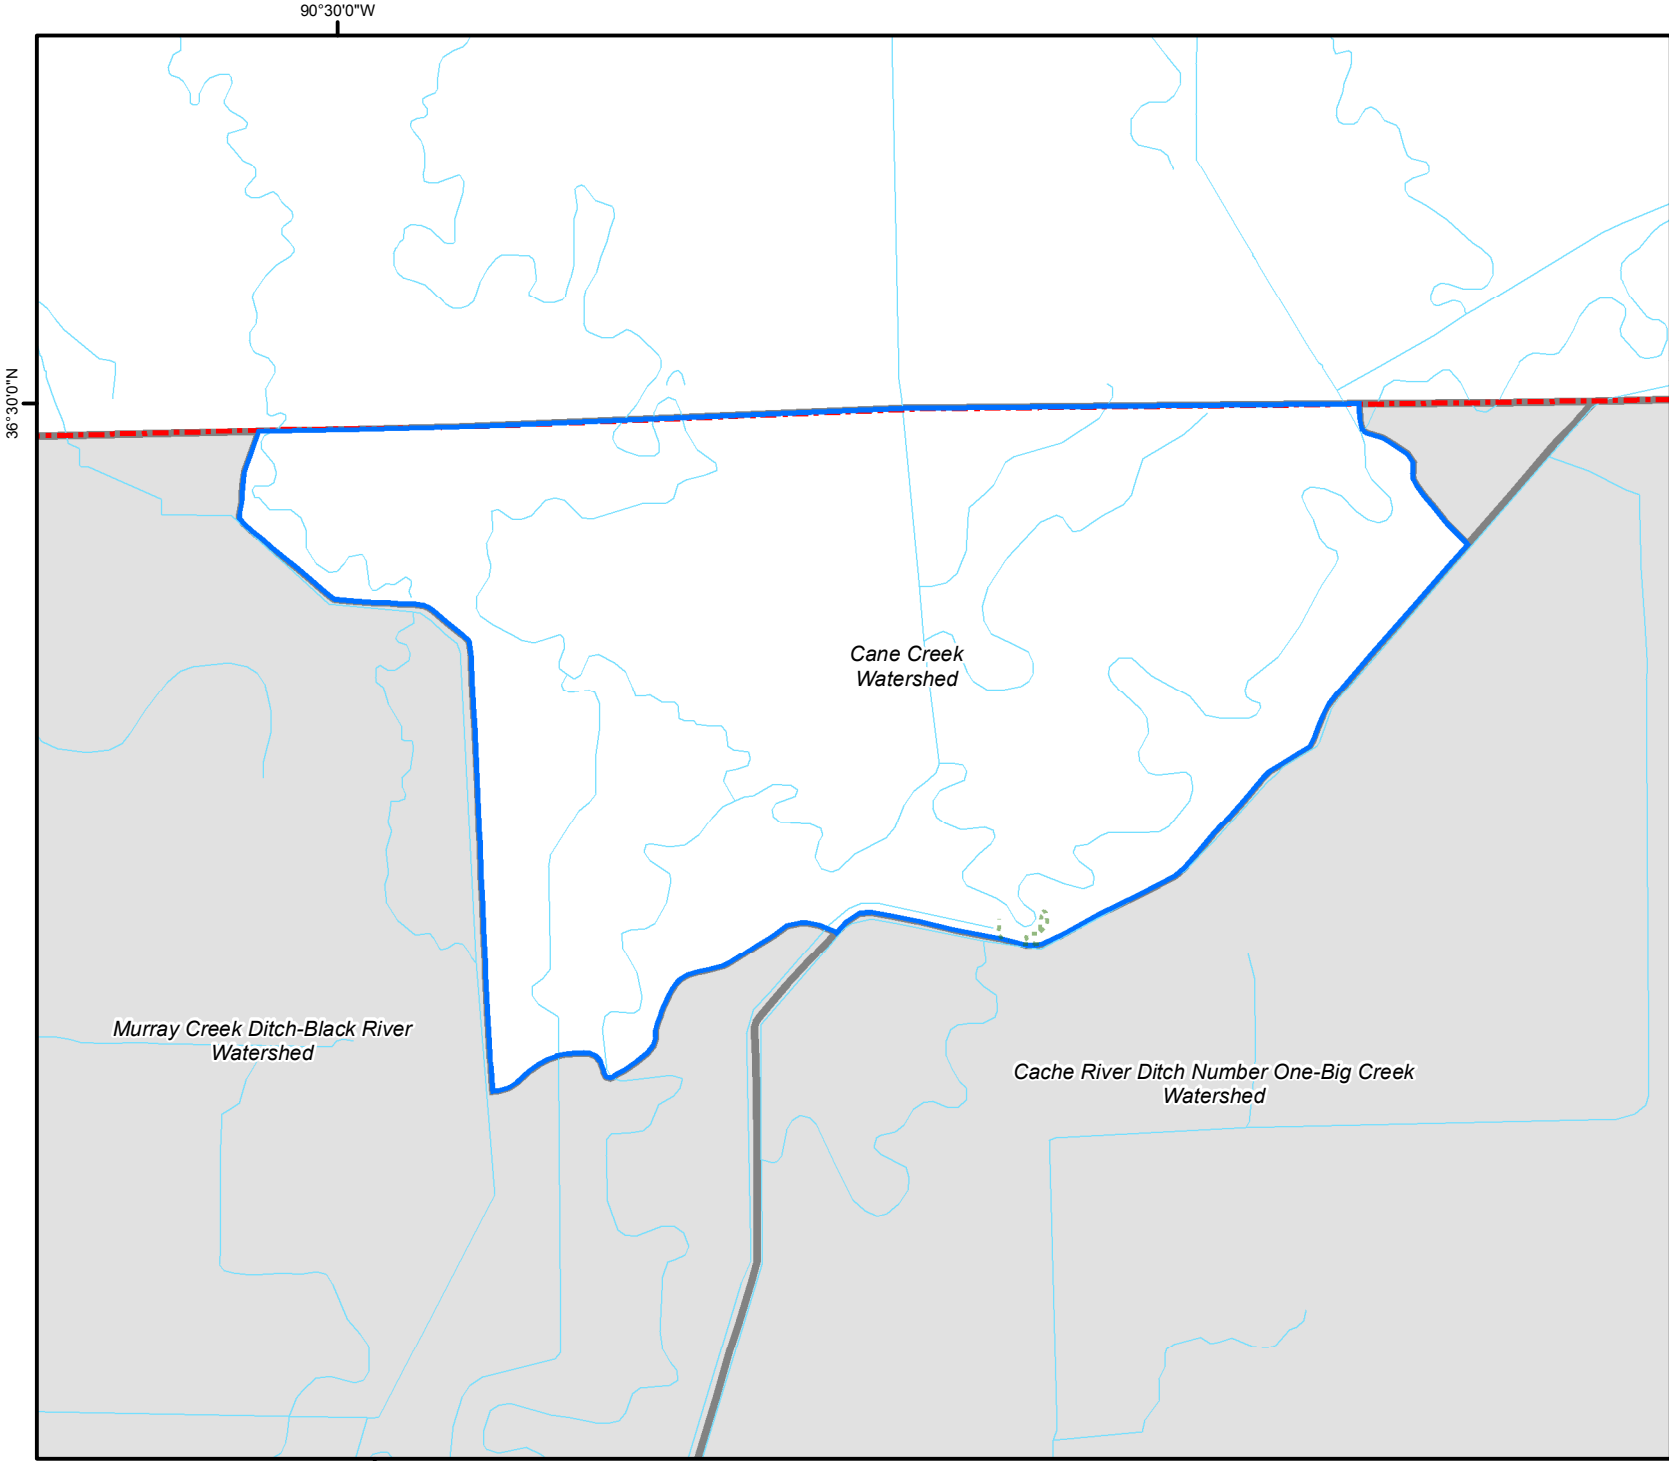 90°30'0"W
36°30'0"N
Cane Creek
Watershed
Murray Creek Ditch-Black River
Watershed
Cache River Ditch Number One-Big Creek
Watershed